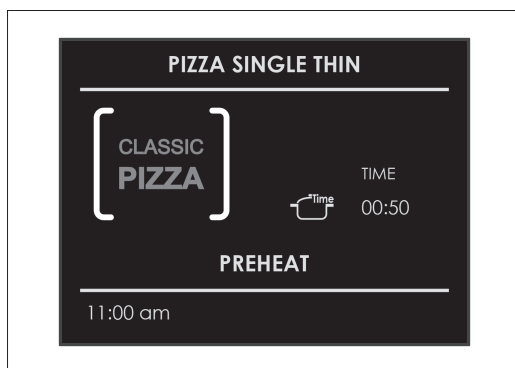 PIZZA SINGLE THIN
CLASSIC
PIZZA
TIME
Time
00:50
PREHEAT
11:00 am